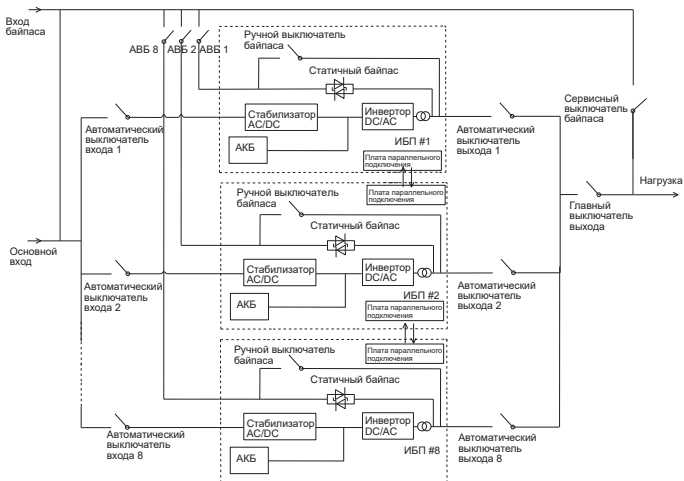 Вход
байпаса
АВБ 8
АВБ 2
АВБ 1
Ручной выключатель
байпаса
Статичный байпас
Стабилизатор
AC/DC
Инвертор
DC/AC
АКБ
ИБП #1
Плата параллельного
подключения
Автоматический
выключатель
входа 1
Автоматический
выключатель
выхода 1
Сервисный
выключатель
байпаса
Нагрузка
Главный
выключатель
выхода
Основной
вход
Плата параллельного
подключения
Ручной выключатель
байпаса
Статичный байпас
Стабилизатор
AC/DC
Инвертор
DC/AC
АКБ
ИБП #2
Плата параллельного
подключения
Автоматический
выключатель
входа 2
Автоматический
выключатель
выхода 2
Плата параллельного
подключения
Ручной выключатель
байпаса
Статичный байпас
Стабилизатор
AC/DC
Инвертор
DC/AC
АКБ
ИБП #8
Автоматический
выключатель
входа 8
Автоматический
выключатель
выхода 8